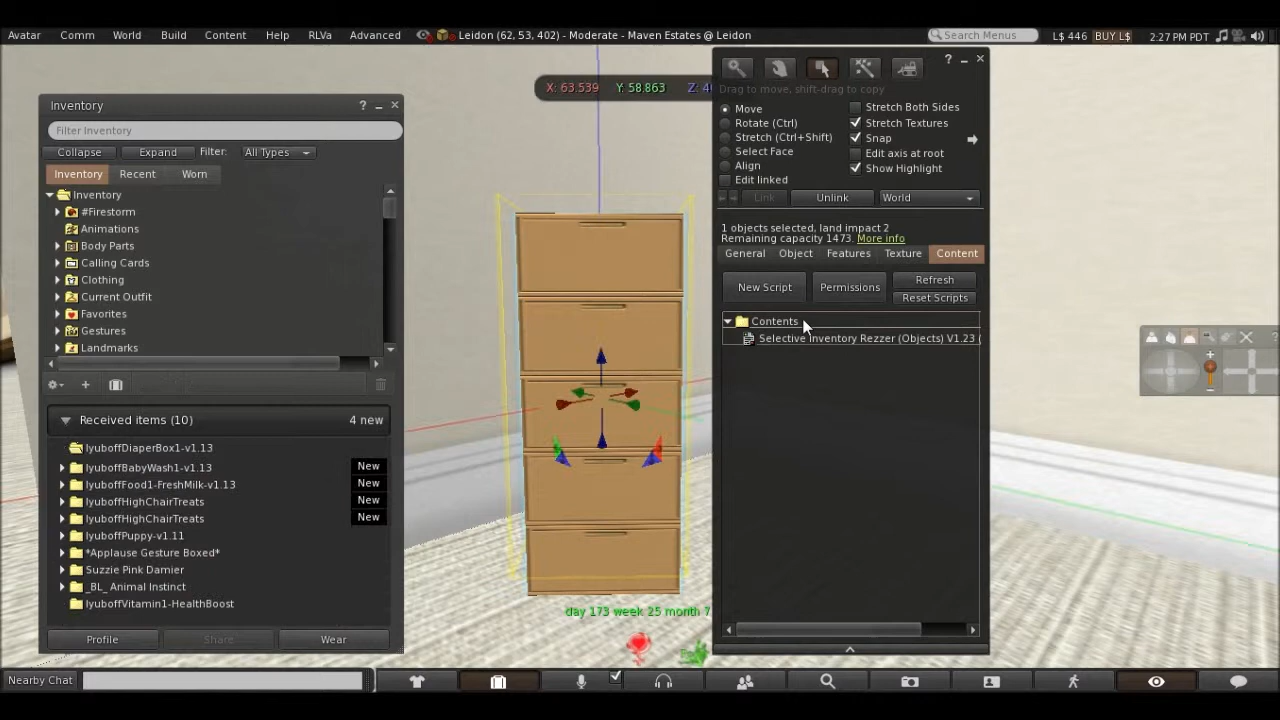 Avatar Comm World Build Content Help RLVa Advanced Leidon (62, 53, 402) - Moderate - Maven Estates @ Leidon Search Menus L$ 446 BUY L$ 2:27 PM PDT
X: 63.539 Y: 58.863 Z: 4
Inventory ? _ ×
Filter Inventory
Collapse Expand Filter: All Types
Inventory Recent Worn
Inventory
#Firestorm
Animations
Body Parts
Calling Cards
Clothing
Current Outfit
Favorites
Gestures
Landmarks
Received items (10) 4 new
IyuboffDiaperBox1-v1.13
IyuboffBabyWash1-v1.13 New
IyuboffFood1-FreshMilk-v1.13 New
IyuboffHighChairTreats New
IyuboffHighChairTreats New
IyuboffPuppy-v1.11
*Applause Gesture Boxed*
Suzzie Pink Damier
_BL_ Animal Instinct
IyuboffVitamin1-HealthBoost
Profile Share Wear
Drag to move, shift-drag to copy
Move
Rotate (Ctrl)
Stretch (Ctrl+Shift)
Select Face
Align
Edit linked
Stretch Both Sides
Stretch Textures
Snap
Edit axis at root
Show Highlight
Link Unlink World
1 objects selected, land impact 2
Remaining capacity 1473. More info
General Object Features Texture Content
New Script Permissions Refresh
Reset Scripts
Contents
Selective Inventory Rezzer (Objects) V1.23 (
day 173 week 25 month 7
Nearby Chat